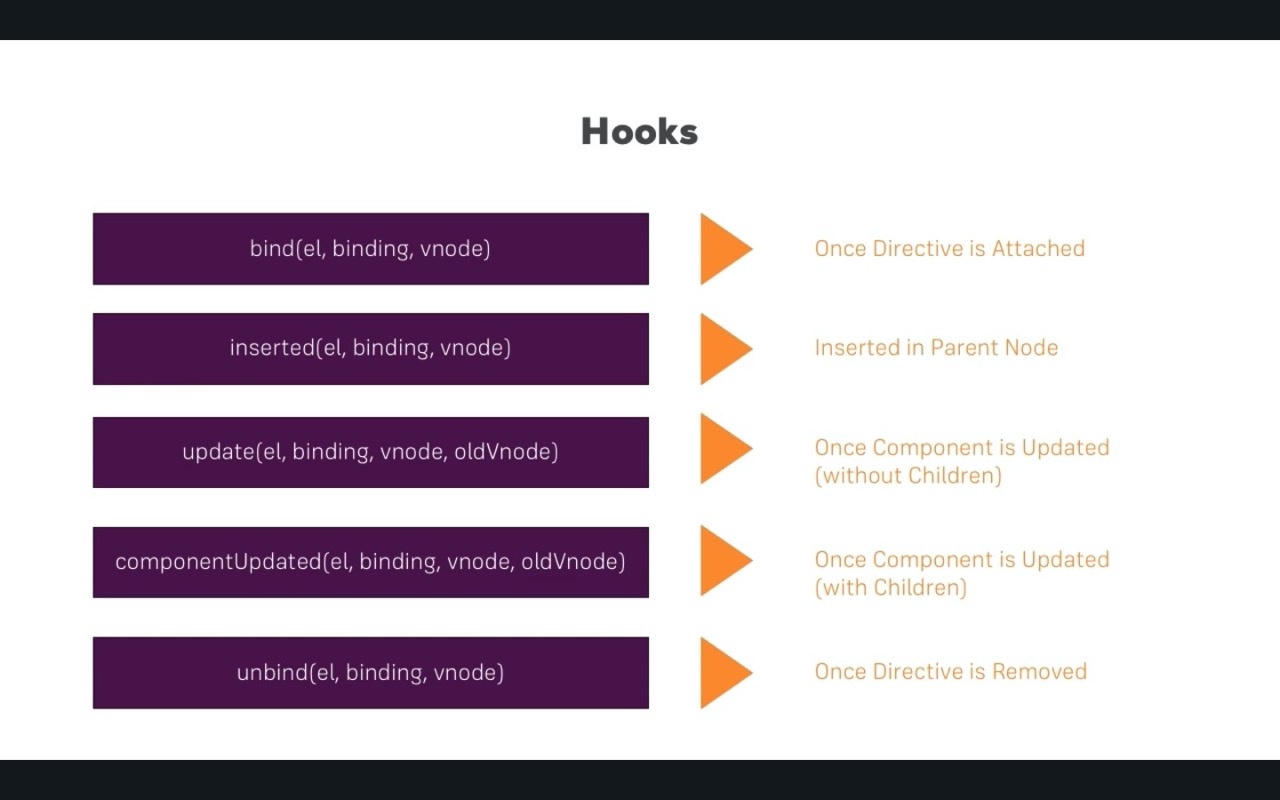 Hooks
bind(el, binding, vnode)
Once Directive is Attached
inserted(el, binding, vnode)
Inserted in Parent Node
update(el, binding, vnode, oldVnode)
Once Component is Updated
(without Children)
componentUpdated(el, binding, vnode, oldVnode)
Once Component is Updated
(with Children)
unbind(el, binding, vnode)
Once Directive is Removed